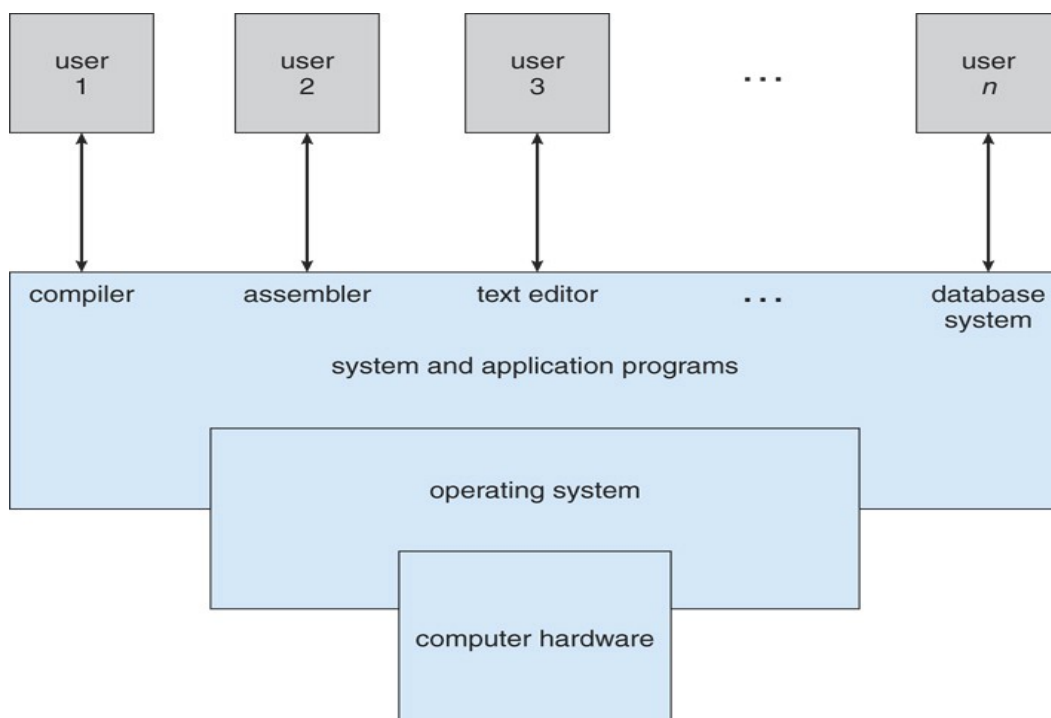 user
1
user
2
user
3
...
user
n
compiler
assembler
text editor
...
database
system
system and application programs
operating system
computer hardware